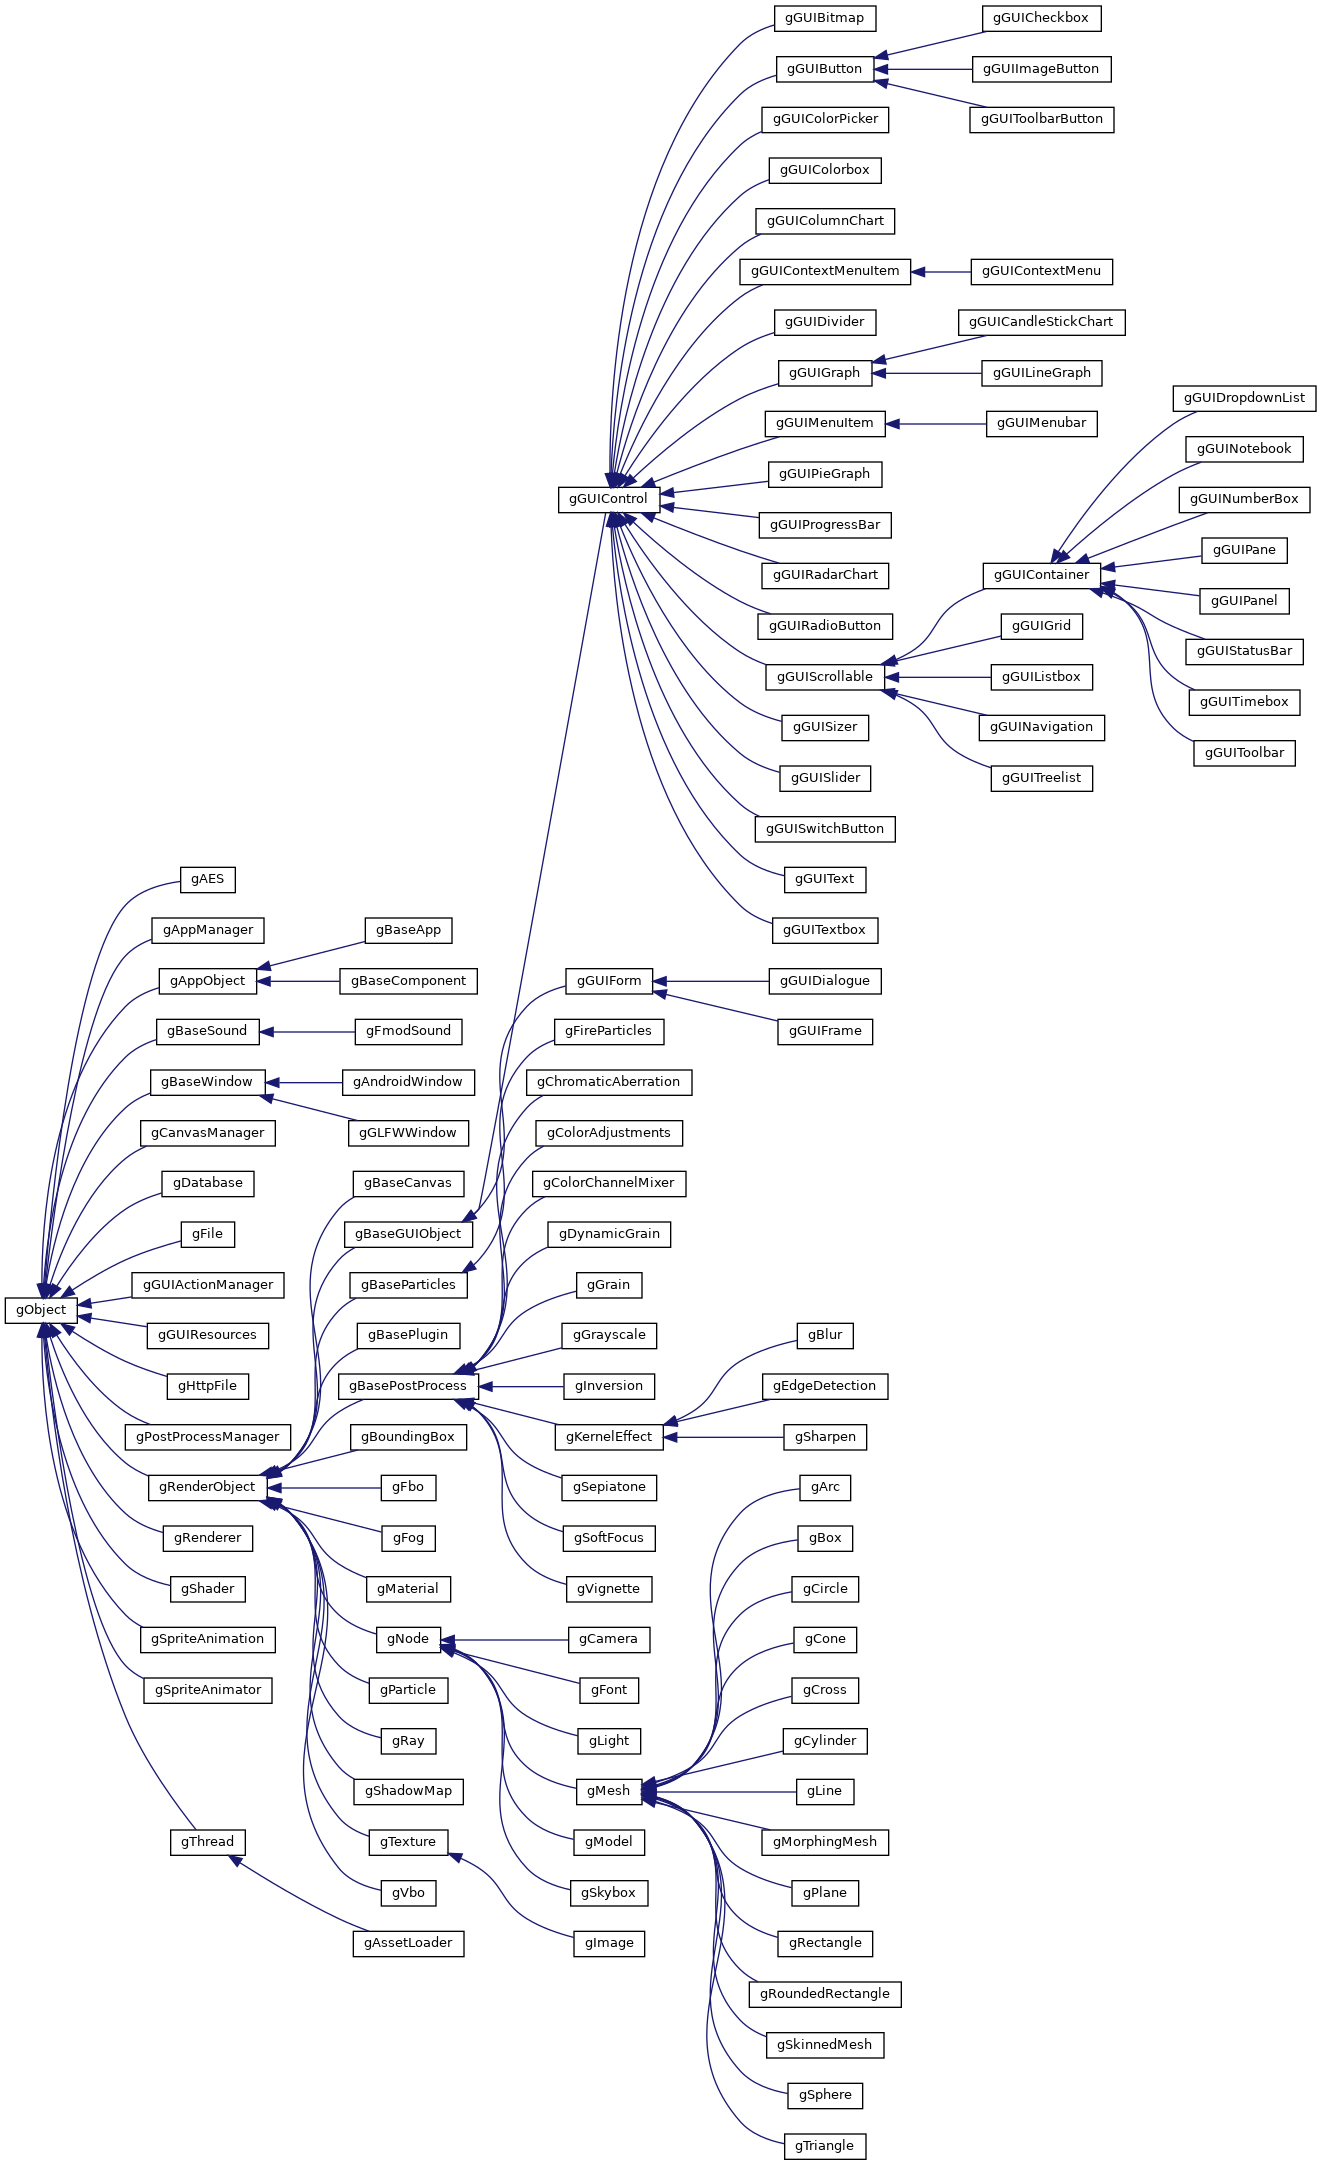 gGUIBitmap
gGUICheckbox
gGUIButton
gGUIImageButton
gGUIColorPicker
gGUIToolbarButton
gGUIColorbox
gGUIColumnChart
gGUIContextMenuItem
gGUIContextMenu
gGUIDivider
gGUICandleStickChart
gGUIGraph
gGUILineGraph
gGUIDropdownList
gGUIMenuItem
gGUIMenubar
gGUINotebook
gGUIPieGraph
gGUIControl
gGUINumberBox
gGUIProgressBar
gGUIPane
gGUIRadarChart
gGUIContainer
gGUIPanel
gGUIRadioButton
gGUIGrid
gGUIStatusBar
gGUIScrollable
gGUIListbox
gGUITimebox
gGUISizer
gGUINavigation
gGUIToolbar
gGUISlider
gGUITreelist
gGUISwitchButton
gAES
gGUIText
gAppManager
gBaseApp
gGUITextbox
gAppObject
gBaseComponent
gGUIForm
gGUIDialogue
gBaseSound
gFmodSound
gFireParticles
gGUIFrame
gBaseWindow
gAndroidWindow
gChromaticAberration
gCanvasManager
gGLFWWindow
gColorAdjustments
gDatabase
gBaseCanvas
gColorChannelMixer
gFile
gBaseGUIObject
gDynamicGrain
gGUIActionManager
gBaseParticles
gGrain
gObject
gGUIResources
gBasePlugin
gGrayscale
gBlur
gHttpFile
gBasePostProcess
gInversion
gEdgeDetection
gPostProcessManager
gBoundingBox
gKernelEffect
gSharpen
gRenderObject
gFbo
gSepiatone
gArc
gRenderer
gFog
gSoftFocus
gBox
gShader
gMaterial
gVignette
gCircle
gSpriteAnimation
gNode
gCamera
gCone
gSpriteAnimator
gParticle
gFont
gCross
gRay
gLight
gCylinder
gShadowMap
gMesh
gLine
gThread
gTexture
gModel
gMorphingMesh
gVbo
gSkybox
gPlane
gAssetLoader
gImage
gRectangle
gRoundedRectangle
gSkinnedMesh
gSphere
gTriangle